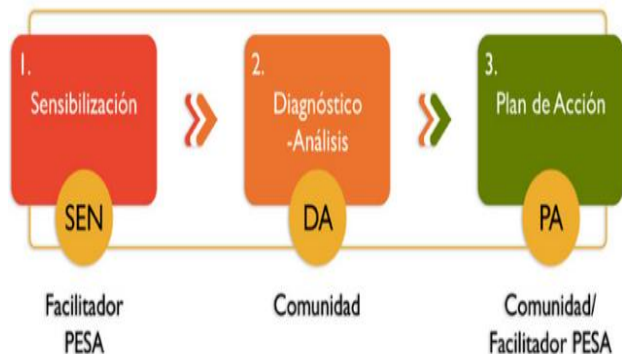 1.
Sensibilización
SEN
Facilitador
PESA
2.
Diagnóstico
-Análisis
DA
Comunidad
3.
Plan de Acción
PA
Comunidad/
Facilitador PESA